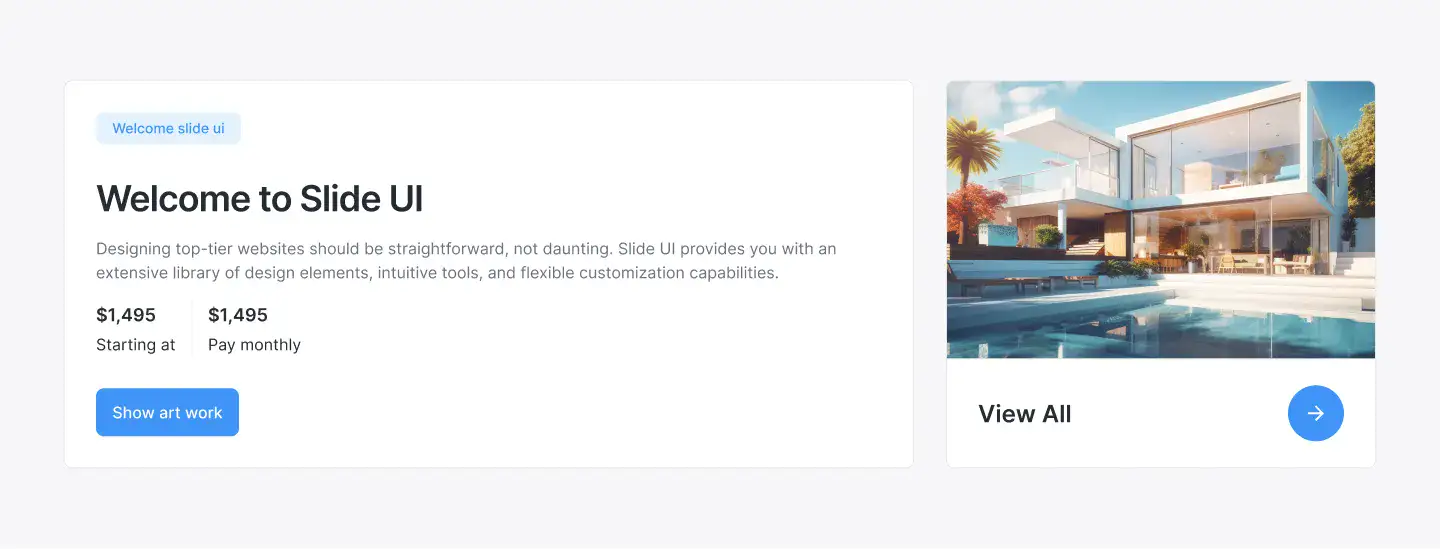 Welcome slide ui
Welcome to Slide UI
Designing top-tier websites should be straightforward, not daunting. Slide UI provides you with an
extensive library of design elements, intuitive tools, and flexible customization capabilities.
$1,495
Starting at
$1,495
Pay monthly
Show art work
View All